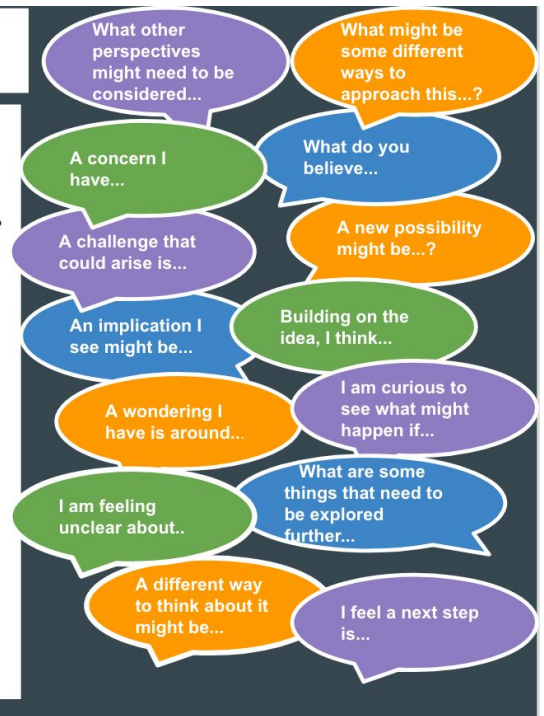 What other
perspectives
might need to be
considered...
What might be
some different
ways to
approach this...?
A concern I
have...
What do you
believe...
A challenge that
could arise is...
A new possibility
might be...?
An implication I
see might be...
Building on the
idea, I think...
A wondering I
have is around...
I am curious to
see what might
happen if...
I am feeling
unclear about..
What are some
things that need to
be explored
further...
A different way
to think about it
might be...
I feel a next step
is...